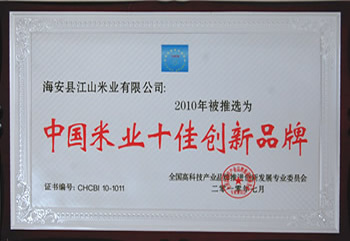 海安县江山米业有限公司:
2010年被推选为
中国米业十佳创新品牌
全国高科技产业品牌推进创新发展专业委员会
证书编号: CHCBI 10-1011
二零一零年七月